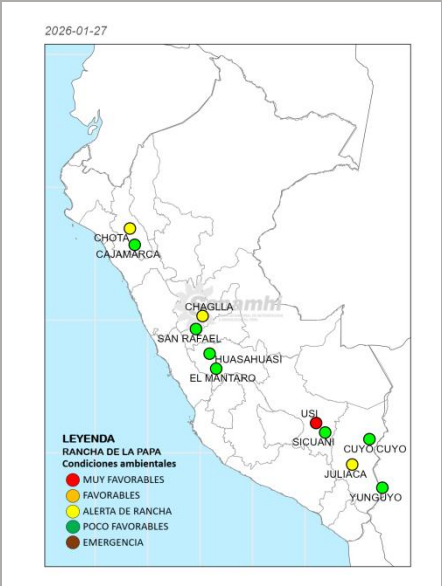 2026-01-27
CHOTA
CAJAMARCA
senamhi
CHAGLLA
SAN RAFAEL
HUASAHUASI
EL MANTARO
USI
SICUANI
CUYO CUYO
JULIACA
YUNGUYO
LEYENDA
RANCHA DE LA PAPA
Condiciones ambientales
MUY FAVORABLES
FAVORABLES
ALERTA DE RANCHA
POCO FAVORABLES
EMERGENCIA